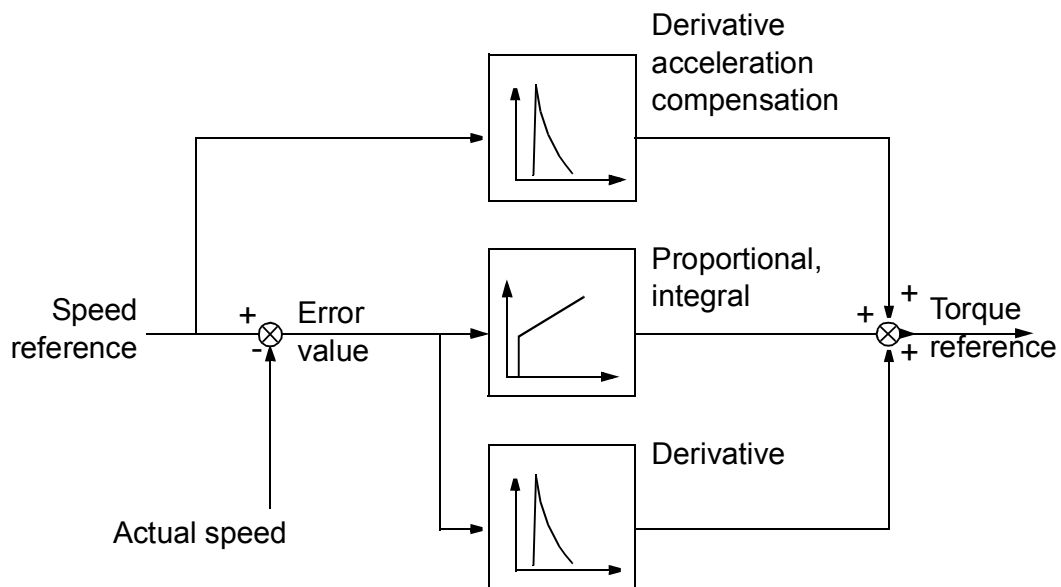 Derivative
acceleration
compensation
Proportional,
integral
Speed
reference
+
-
Error
value
+
+
+
Torque
reference
Derivative
Actual speed